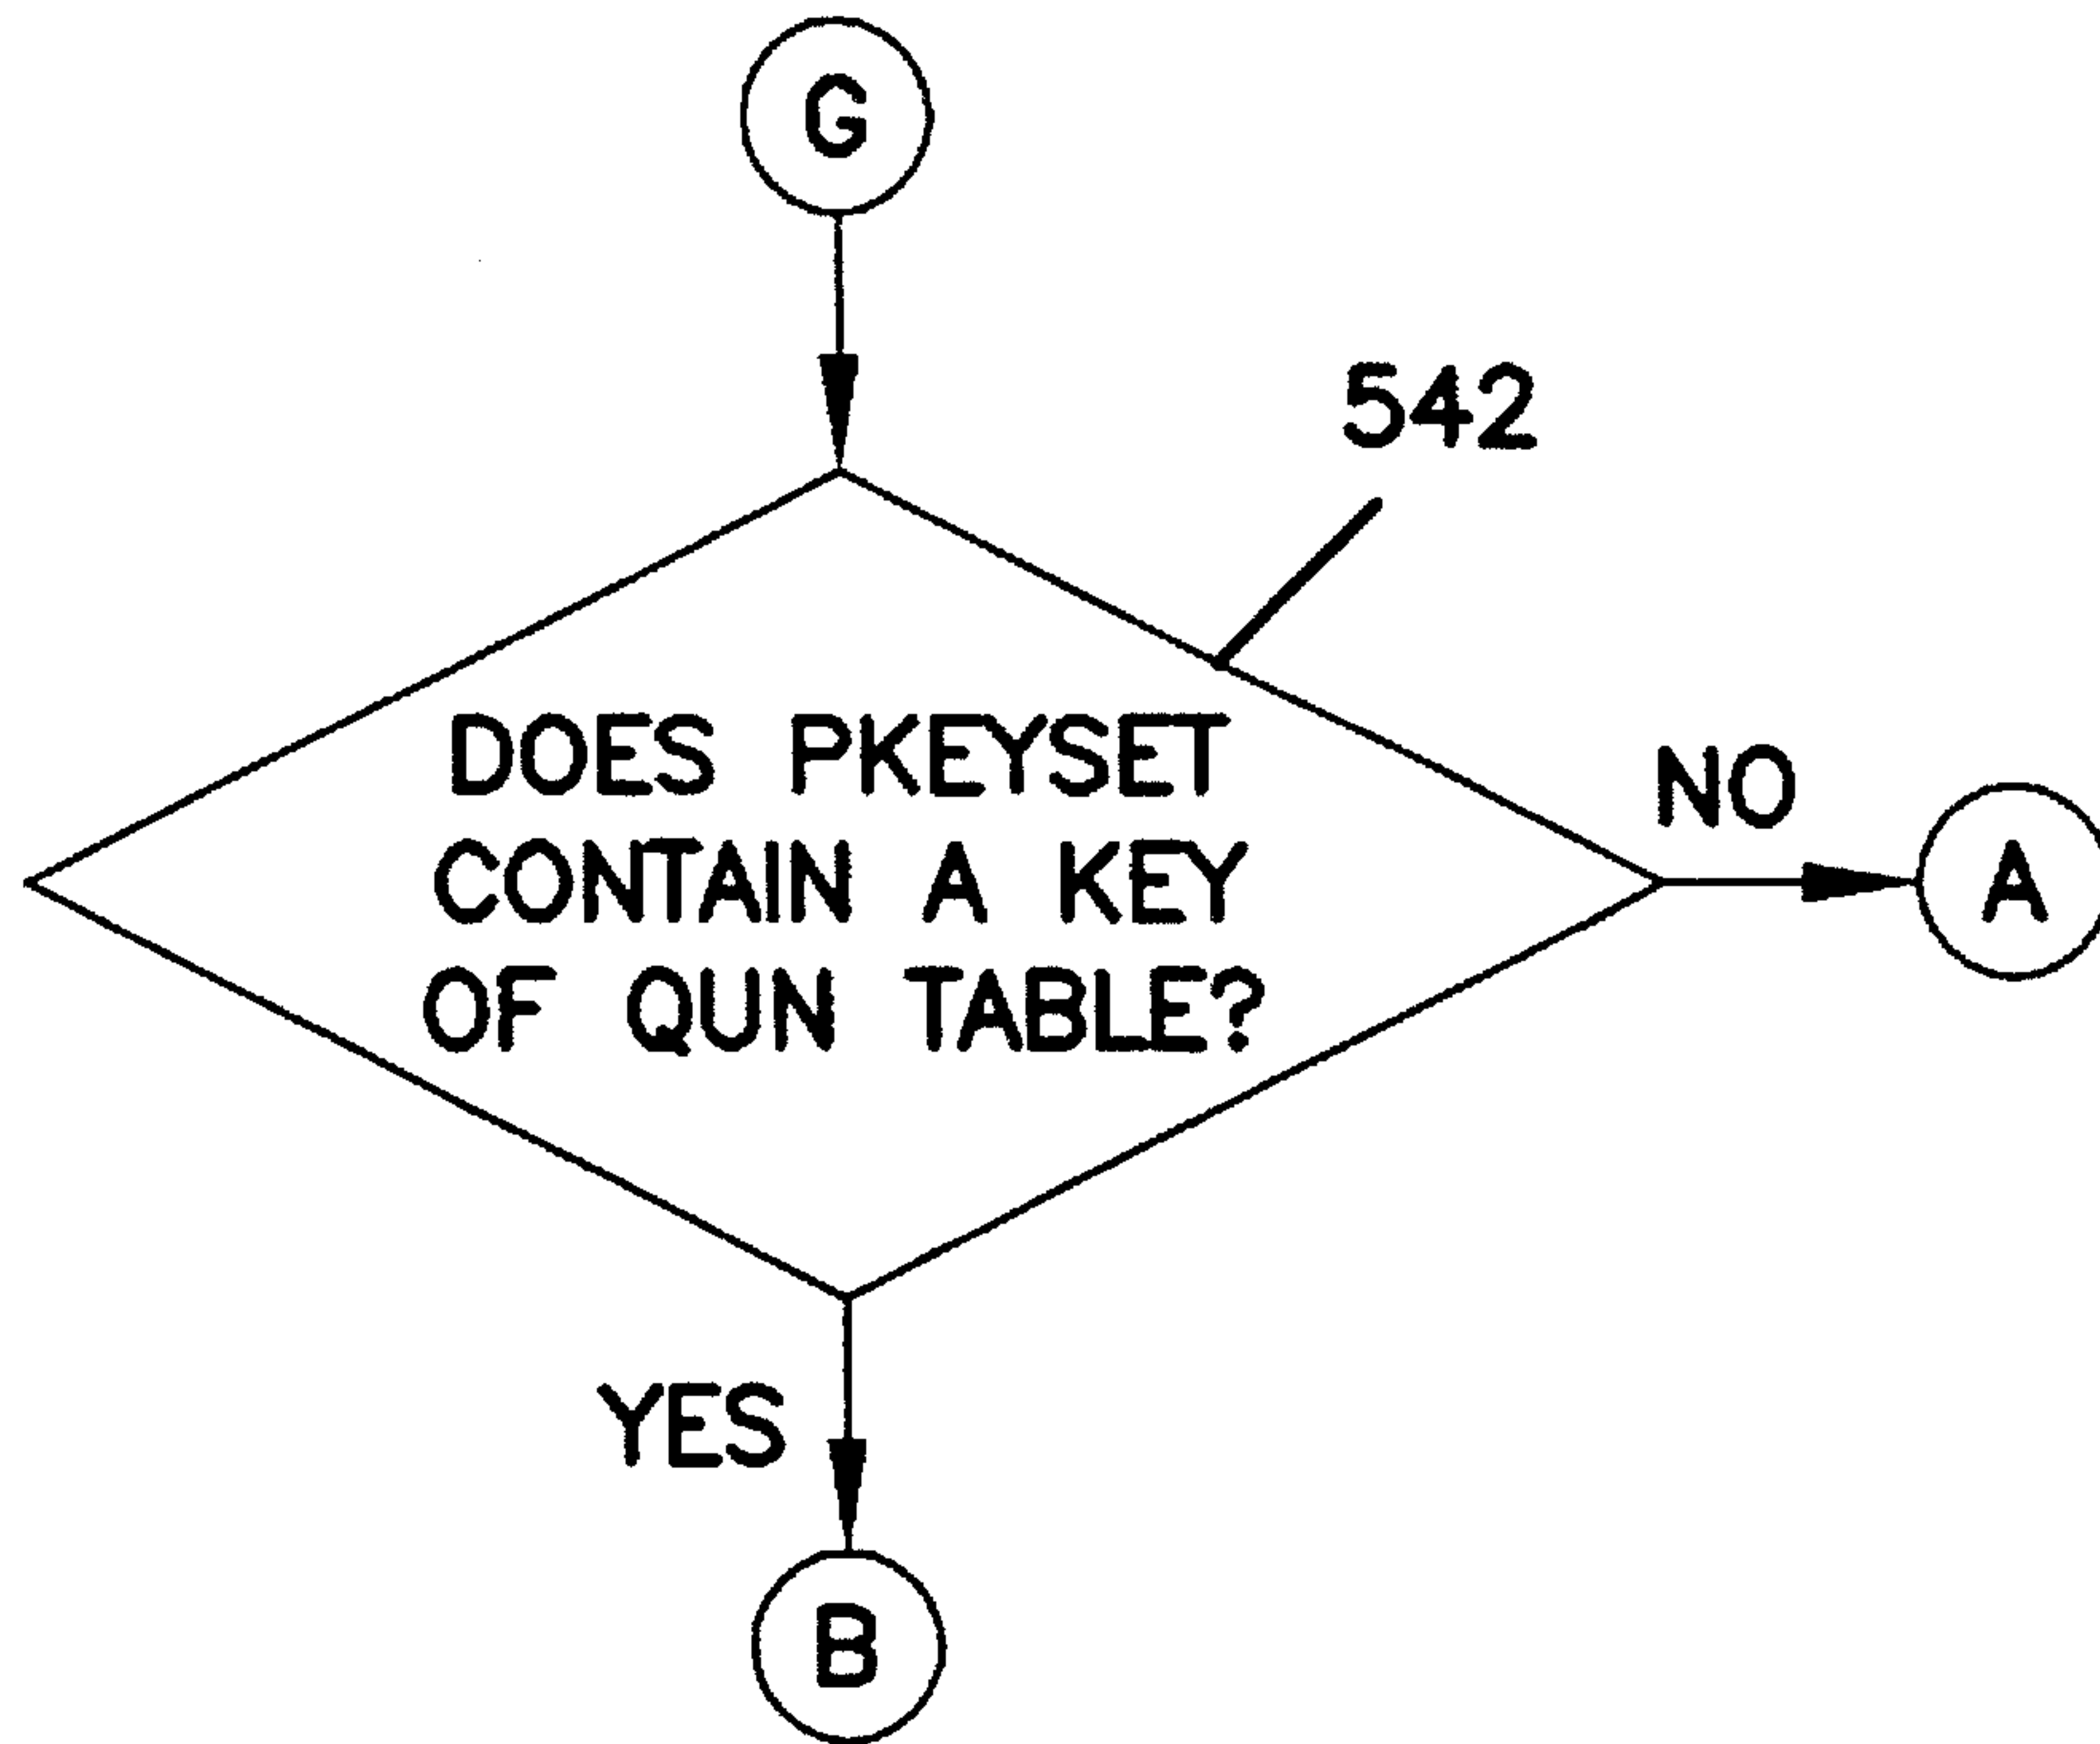 G
542
DOES PKEYSET
CONTAIN A KEY
OF QUN TABLE?
NO
A
YES
B